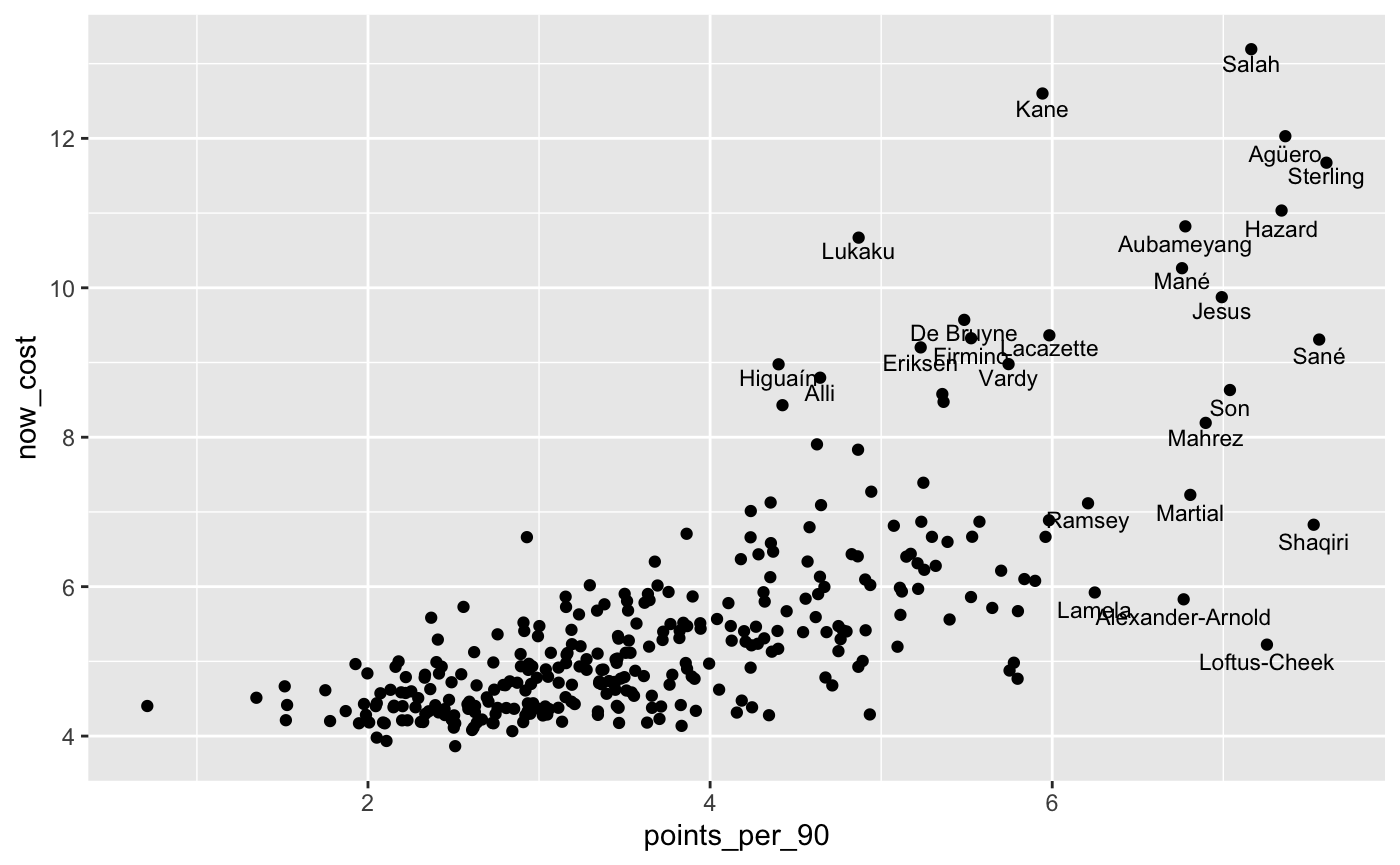 Salah
Kane
12
Agüero
Sterling
Hazard
Aubameyang
Lukaku
Mané
10
Jesus
De Bruyne
Lacazette
Firmino
Sané
Eriksen
Higuaín
Vardy
Alli
Son
8
Mahrez
Martial
Ramsey
Shaqiri
6
Lamela
Alexander-Arnold
Loftus-Cheek
4
2
4
6
points_per_90
now_cost